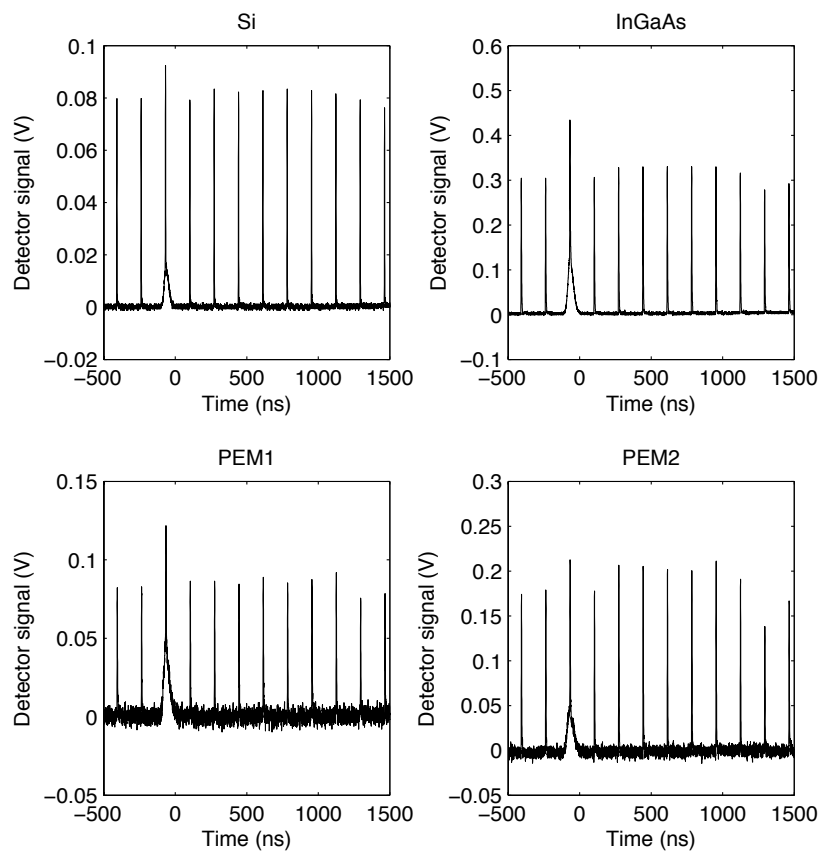 Si
0.1
0.08
0.06
0.04
0.02
0
−0.02
−500 0 500 1000 1500
Time (ns)
Detector signal (V)
InGaAs
0.6
0.5
0.4
0.3
0.2
0.1
0
−0.1
−500 0 500 1000 1500
Time (ns)
Detector signal (V)
PEM1
0.15
0.1
0.05
0
−0.05
−500 0 500 1000 1500
Time (ns)
Detector signal (V)
PEM2
0.3
0.25
0.2
0.15
0.1
0.05
0
−0.05
−500 0 500 1000 1500
Time (ns)
Detector signal (V)